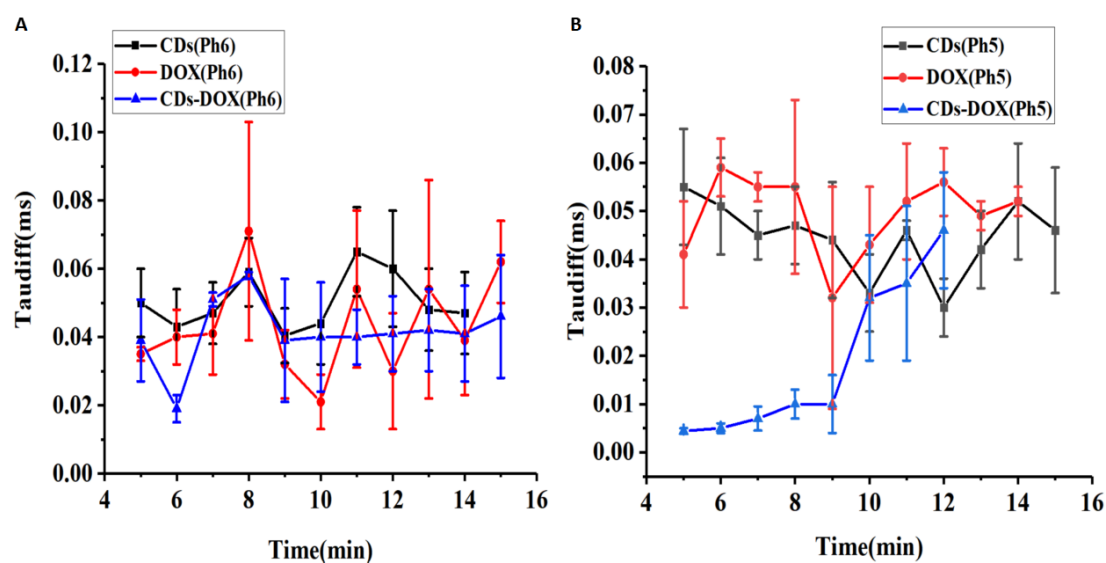 A
CDs(Ph6)
DOX(Ph6)
CDs-DOX(Ph6)
0.12
0.10
0.08
0.06
0.04
0.02
0.00
Taudiff(ms)
4 6 8 10 12 14 16
Time(min)
B
CDs(Ph5)
DOX(Ph5)
CDs-DOX(Ph5)
0.08
0.07
0.06
0.05
0.04
0.03
0.02
0.01
0.00
Taudiff(ms)
4 6 8 10 12 14 16
Time(min)